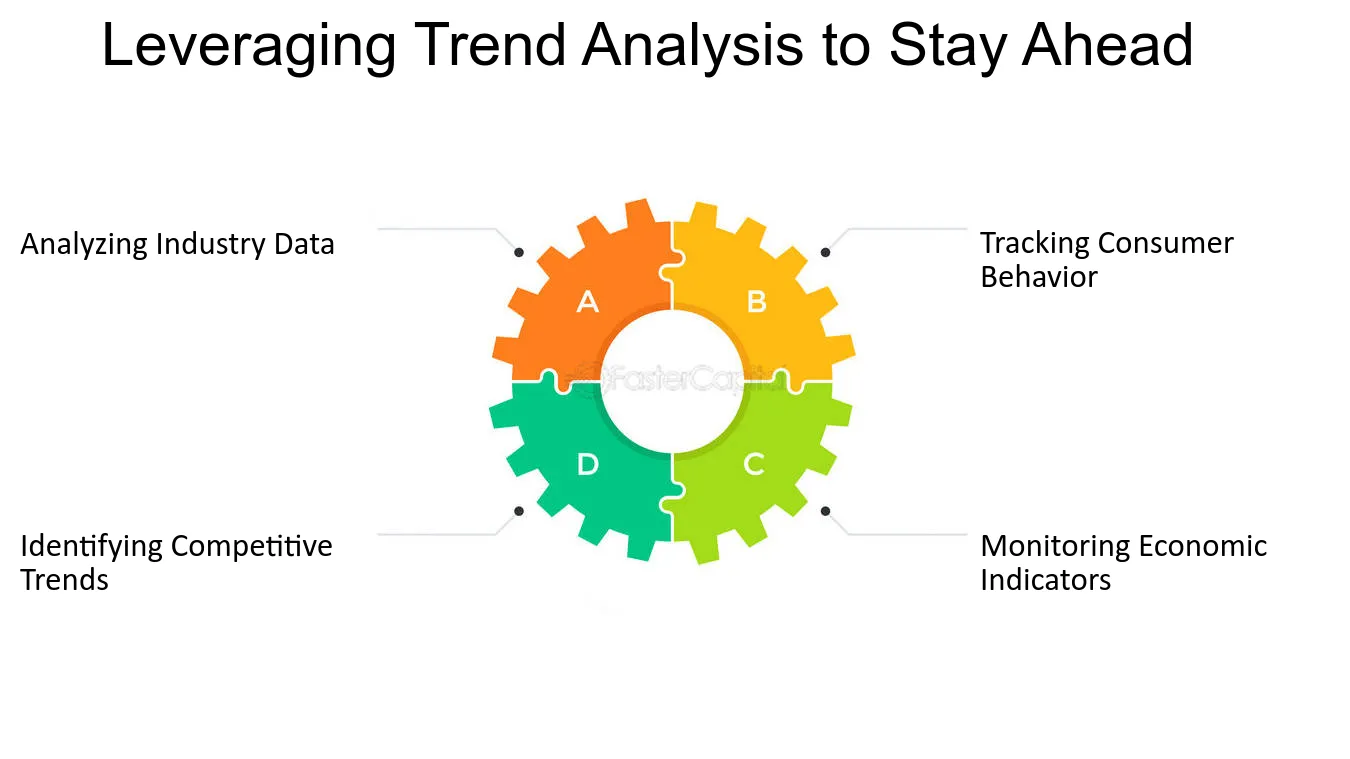 Leveraging Trend Analysis to Stay Ahead
Analyzing Industry Data
Tracking Consumer
Behavior
A
B
FasterCapital
D
C
Identifying Competitive
Trends
Monitoring Economic
Indicators